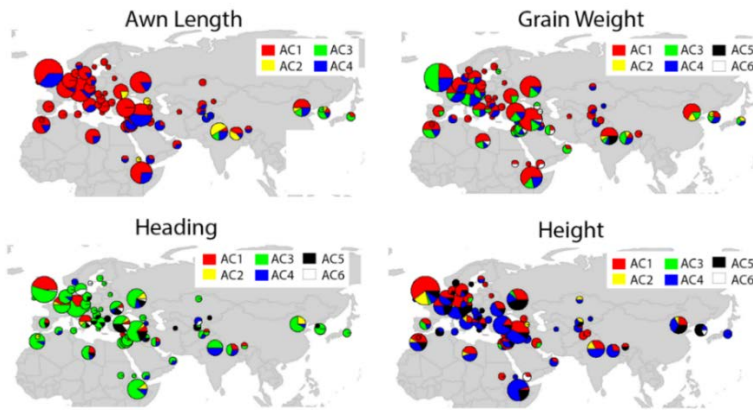 Awn Length
AC1 AC3
AC2 AC4
Grain Weight
AC1 AC3 AC5
AC2 AC4 AC6
Heading
AC1 AC3 AC5
AC2 AC4 AC6
Height
AC1 AC3 AC5
AC2 AC4 AC6